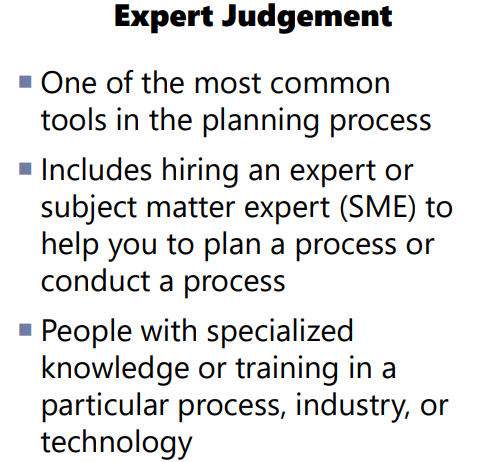 Expert Judgement
One of the most common
tools in the planning process
Includes hiring an expert or
subject matter expert (SME) to
help you to plan a process or
conduct a process
People with specialized
knowledge or training in a
particular process, industry, or
technology